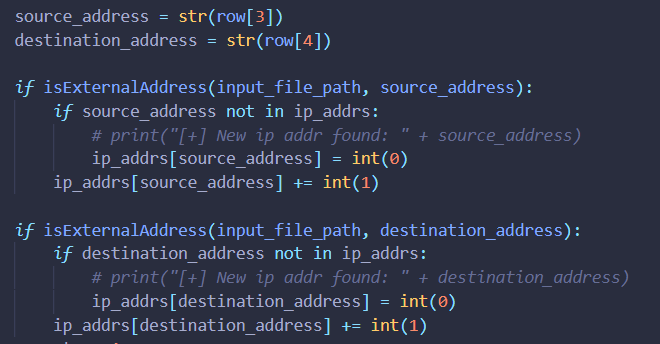 source_address = str(row[3])
destination_address = str(row[4])
if isExternalAddress(input_file_path, source_address):
if source_address not in ip_addrs:
# print("[+] New ip addr found: " + source_address)
ip_addrs[source_address] = int(0)
ip_addrs[source_address] += int(1)
if isExternalAddress(input_file_path, destination_address):
if destination_address not in ip_addrs:
# print("[+] New ip addr found: " + destination_address)
ip_addrs[destination_address] = int(0)
ip_addrs[destination_address] += int(1)